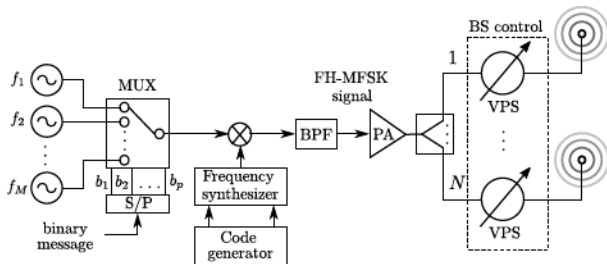 f1
MUX
f2
fM
b1 b2 ... bp
S/P
binary
message
Frequency
synthesizer
Code
generator
BPF
FH-MFSK
signal
PA
1
N
BS control
VPS
VPS